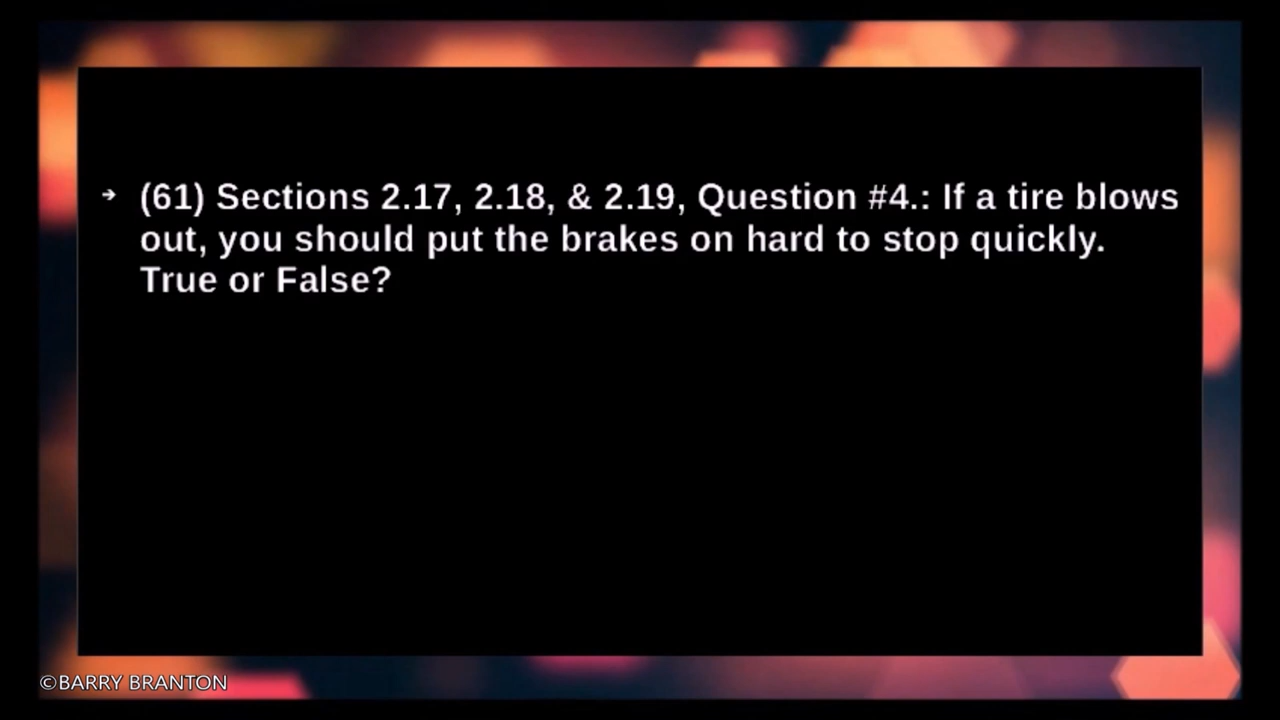 ➔ (61) Sections 2.17, 2.18, & 2.19, Question #4.: If a tire blows
out, you should put the brakes on hard to stop quickly.
True or False?
©BARRY BRANTON